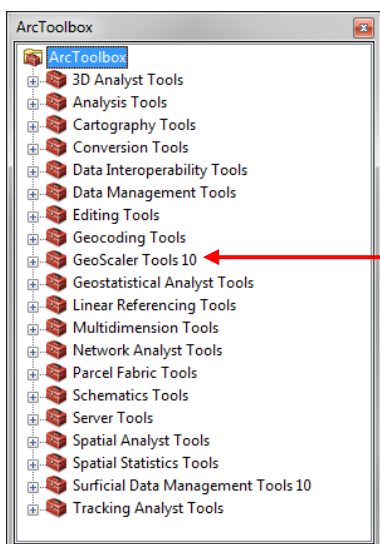 ArcToolbox
ArcToolbox
3D Analyst Tools
Analysis Tools
Cartography Tools
Conversion Tools
Data Interoperability Tools
Data Management Tools
Editing Tools
Geocoding Tools
GeoScaler Tools 10
Geostatistical Analyst Tools
Linear Referencing Tools
Multidimension Tools
Network Analyst Tools
Parcel Fabric Tools
Schematics Tools
Server Tools
Spatial Analyst Tools
Spatial Statistics Tools
Surficial Data Management Tools 10
Tracking Analyst Tools